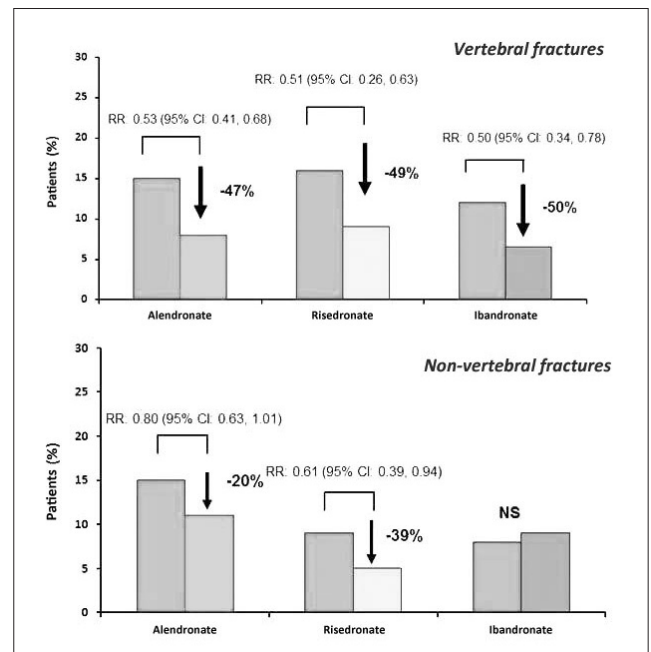 Vertebral fractures
Patients (%)
30
25
20
15
10
5
0
RR: 0.53 (95% CI: 0.41, 0.68)
RR: 0.51 (95% CI: 0.26, 0.63)
RR: 0.50 (95% CI: 0.34, 0.78)
-47%
-49%
-50%
Alendronate
Risedronate
Ibandronate
Non-vertebral fractures
Patients (%)
30
25
20
15
10
5
0
RR: 0.80 (95% CI: 0.63, 1.01)
RR: 0.61 (95% CI: 0.39, 0.94)
NS
-20%
-39%
Alendronate
Risedronate
Ibandronate